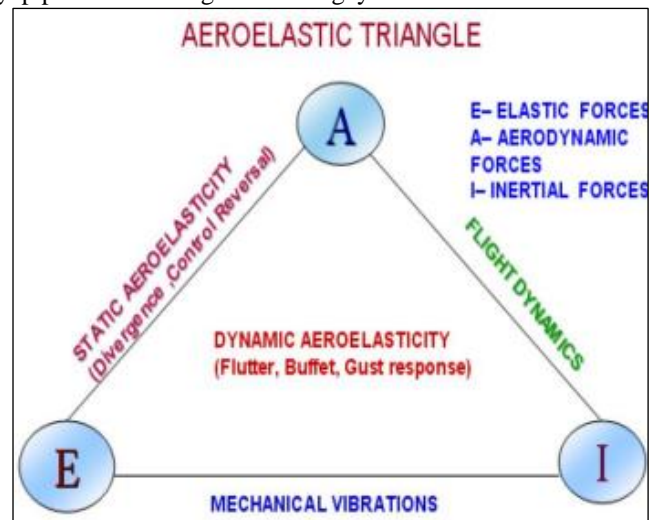 AEROELASTIC TRIANGLE
A
E– ELASTIC FORCES
A– AERODYNAMIC
FORCES
I– INERTIAL FORCES
STATIC AEROELASTICITY
(Divergence ,Control Reversal)
FLIGHT DYNAMICS
DYNAMIC AEROELASTICITY
(Flutter, Buffet, Gust response)
E
I
MECHANICAL VIBRATIONS